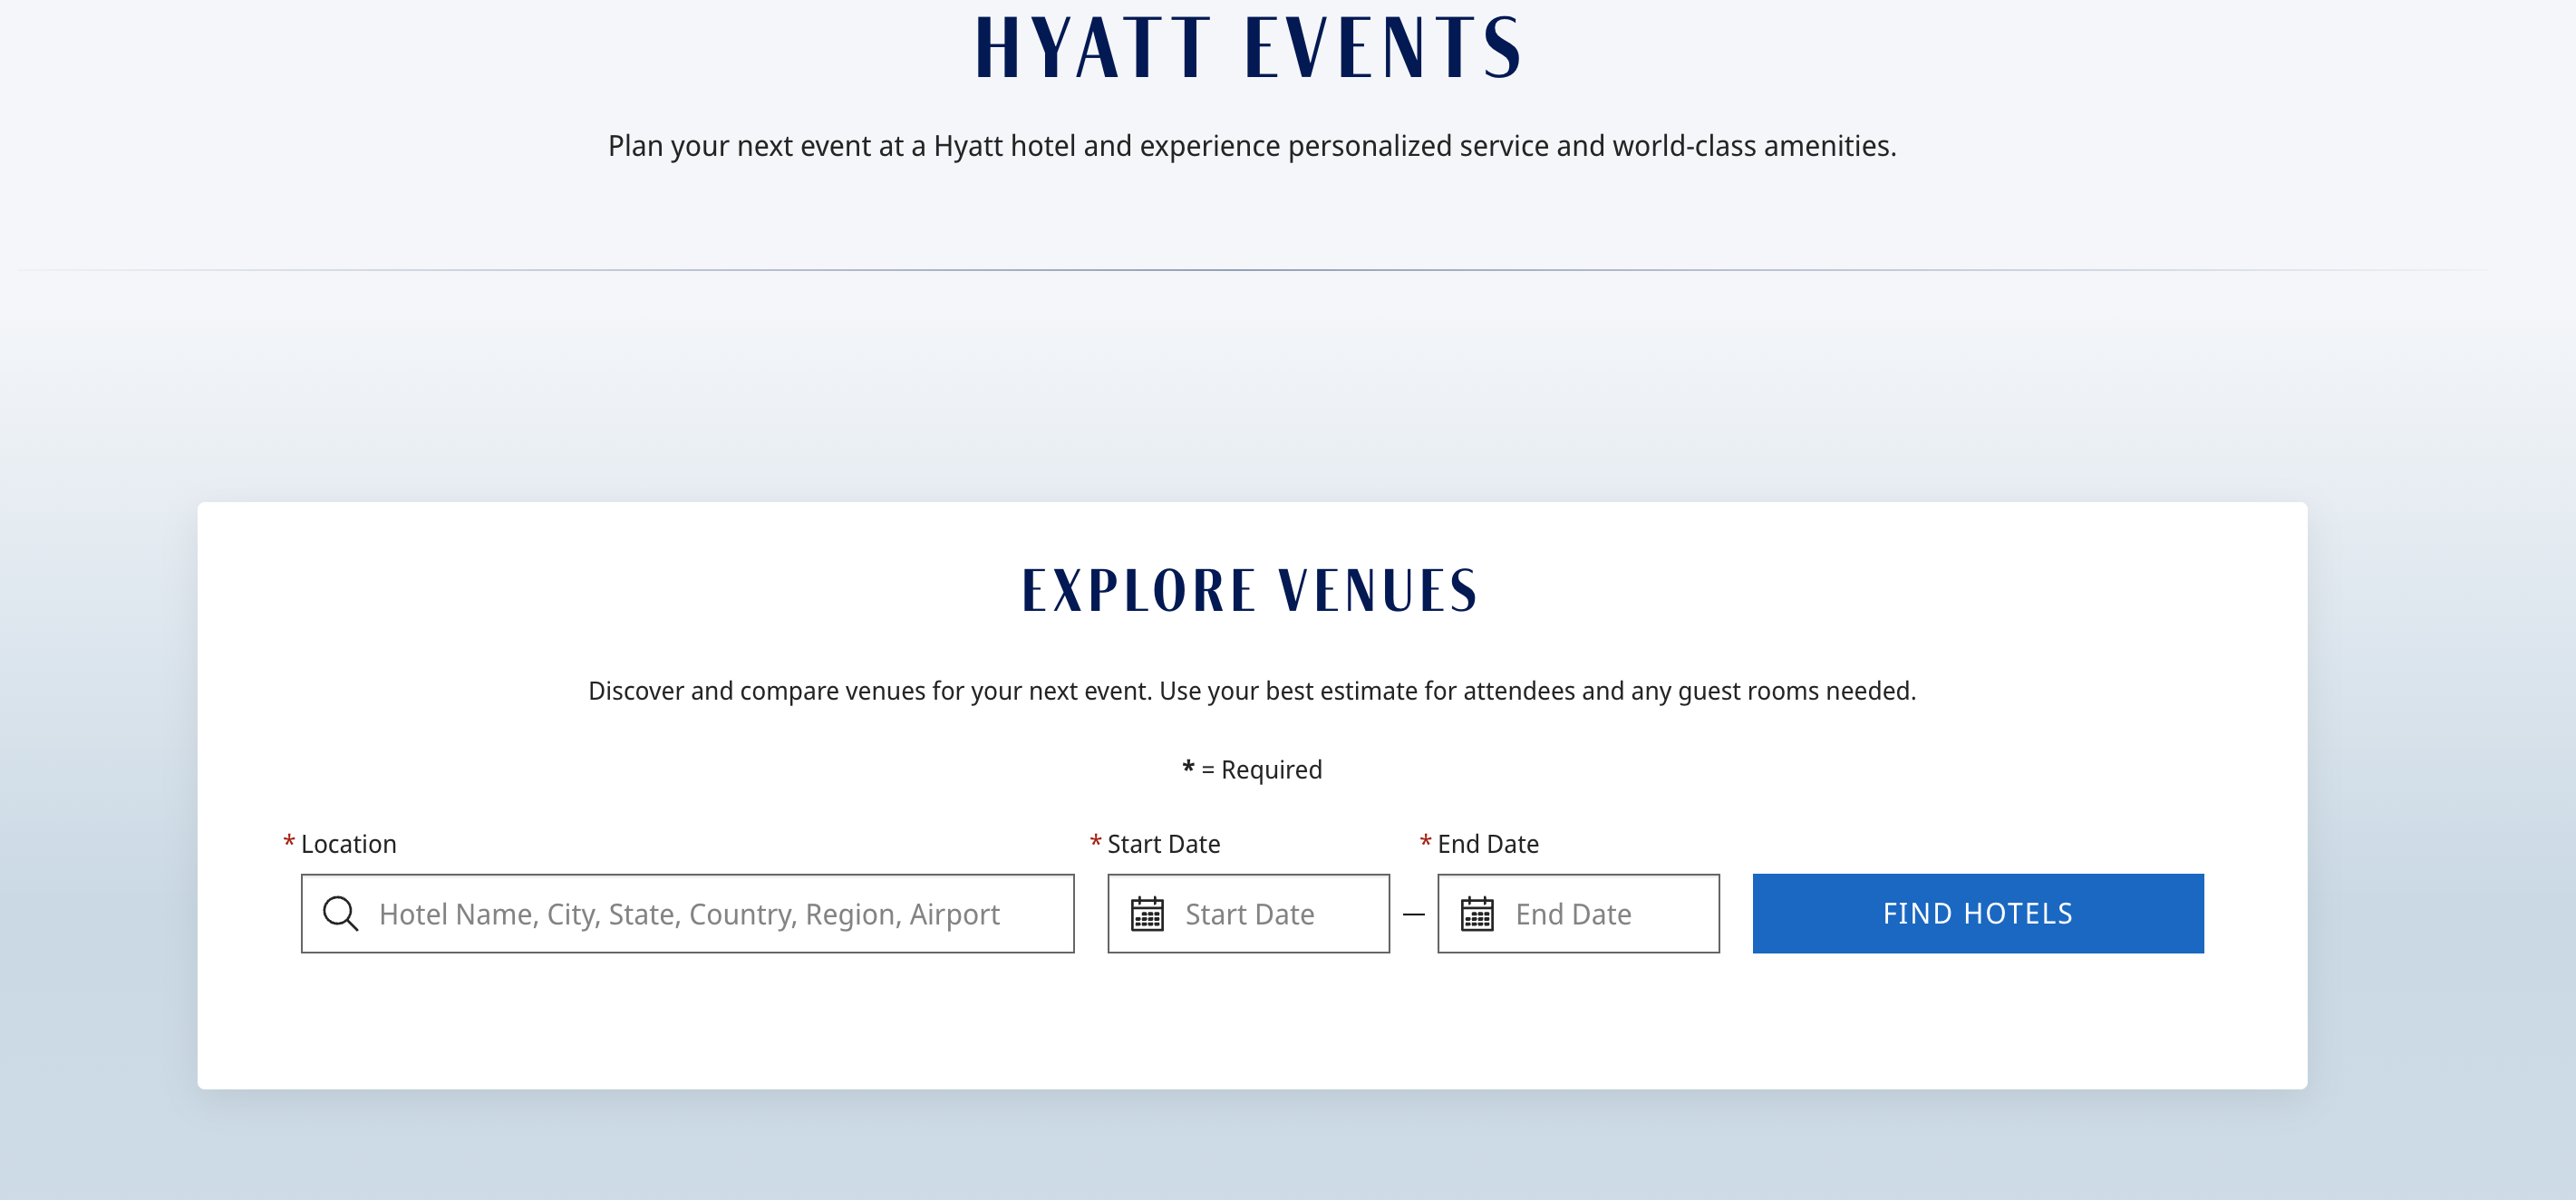 HYATT EVENTS
Plan your next event at a Hyatt hotel and experience personalized service and world-class amenities.
EXPLORE VENUES
Discover and compare venues for your next event. Use your best estimate for attendees and any guest rooms needed.
* = Required
* Location * Start Date * End Date
Hotel Name, City, State, Country, Region, Airport Start Date — End Date FIND HOTELS